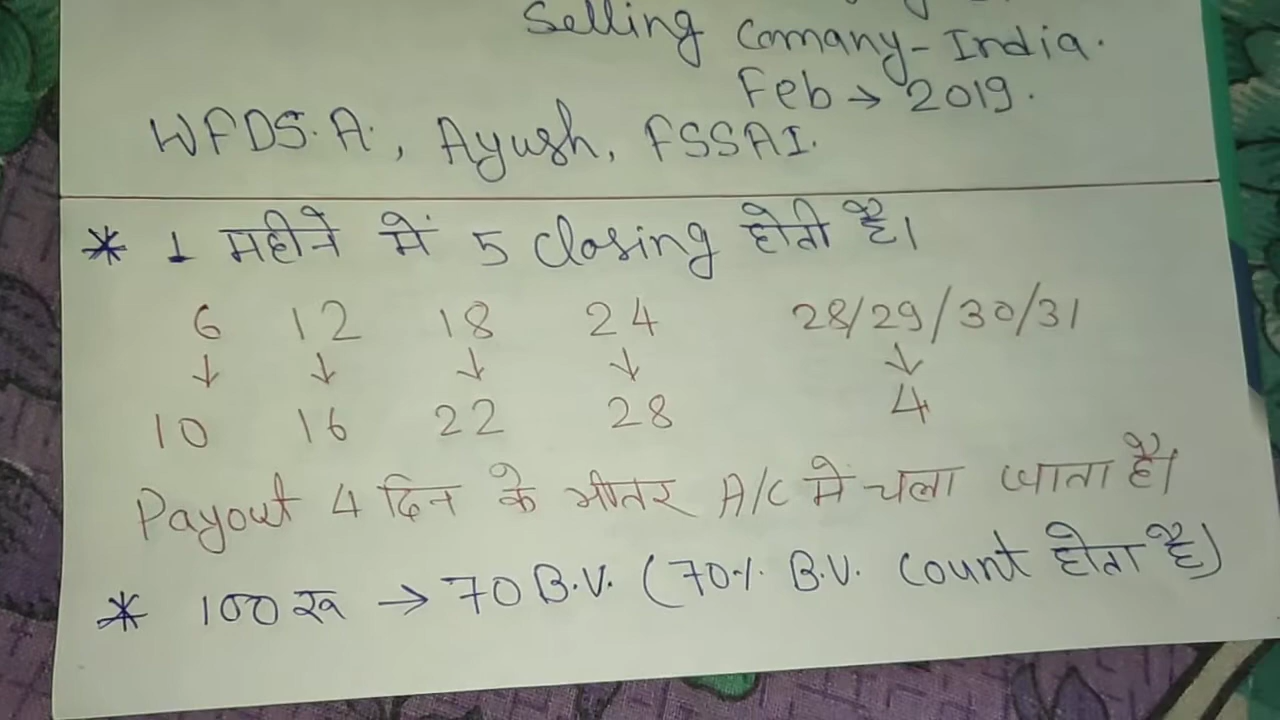 Selling Comany-India.
Feb → 2019.
WFDS.A., Ayush, FSSAI.
* 1 महीने में 5 Closing होती है।
6 12 18 24 28/29/30/31
↓ ↓ ↓ ↓ ↓
10 16 22 28 4
Payout 4 दिन के भीतर A/C मे चला जाता है।
* 100 रू → 70 B.V. (70% B.V. Count होता है)